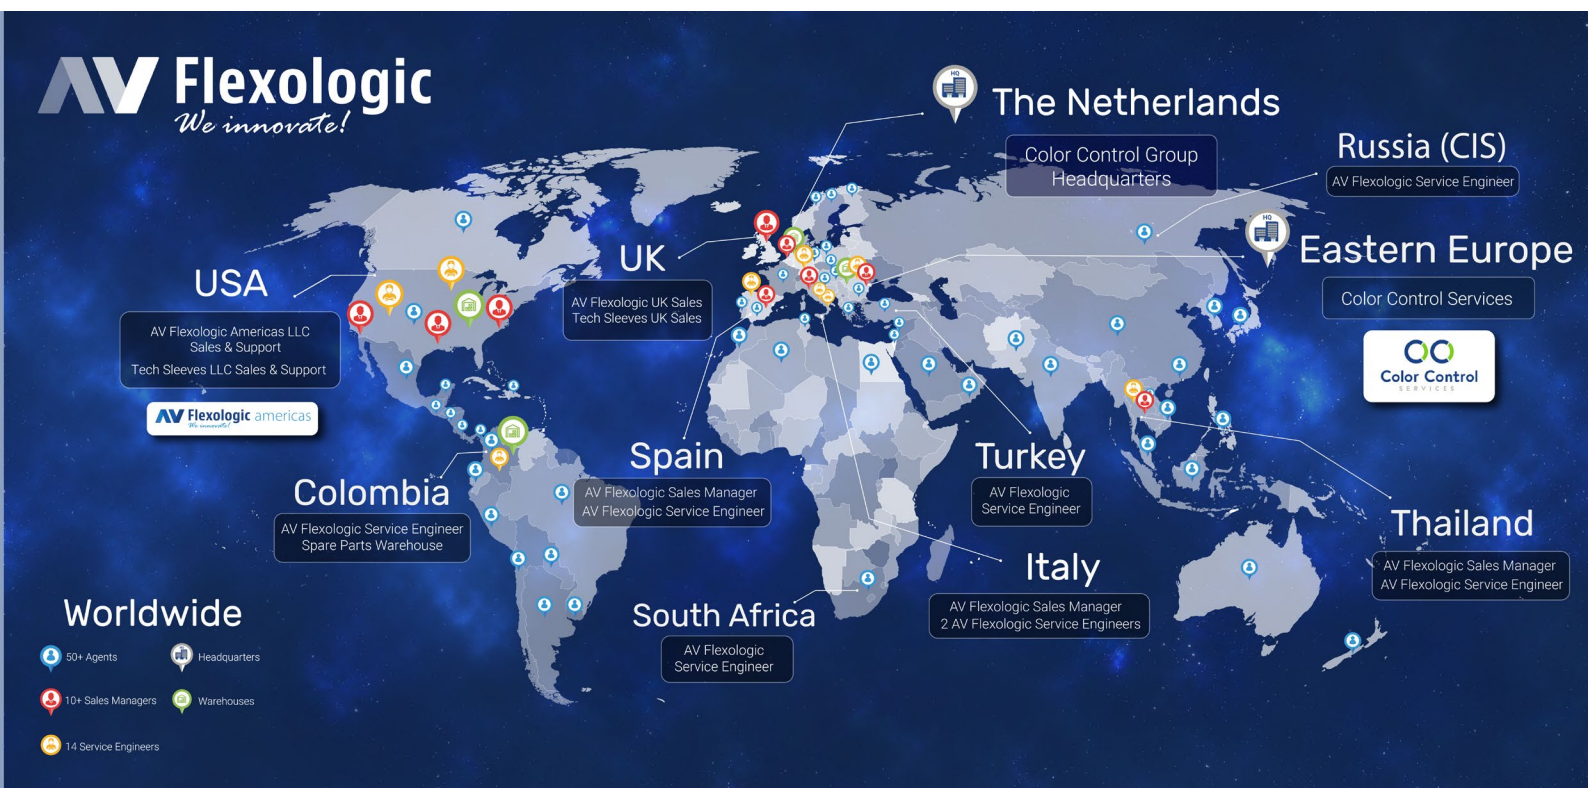 AV Flexologic
We innovate!
HQ
The Netherlands
Color Control Group
Headquarters
Russia (CIS)
AV Flexologic Service Engineer
HQ
Eastern Europe
Color Control Services
Color Control
SERVICES
UK
AV Flexologic UK Sales
Tech Sleeves UK Sales
USA
AV Flexologic Americas LLC
Sales & Support
Tech Sleeves LLC Sales & Support
AV Flexologic americas
We innovate!
Colombia
AV Flexologic Service Engineer
Spare Parts Warehouse
Spain
AV Flexologic Sales Manager
AV Flexologic Service Engineer
Turkey
AV Flexologic
Service Engineer
Thailand
AV Flexologic Sales Manager
AV Flexologic Service Engineer
Italy
AV Flexologic Sales Manager
2 AV Flexologic Service Engineers
South Africa
AV Flexologic
Service Engineer
Worldwide
50+ Agents
Headquarters
10+ Sales Managers
Warehouses
14 Service Engineers